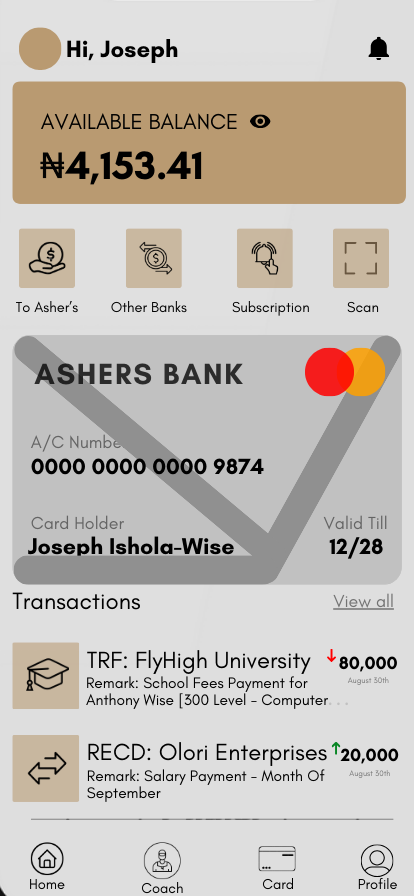 Hi, Joseph
AVAILABLE BALANCE
₦4,153.41
To Asher's
Other Banks
Subscription
Scan
ASHERS BANK
A/C Number
0000 0000 0000 9874
Card Holder
Valid Till
Joseph Ishola-Wise
12/28
Transactions
View all
TRF: FlyHigh University
80,000
Remark: School Fees Payment for
August 30th
Anthony Wise [300 Level - Computer. . .
RECD: Olori Enterprises
20,000
Remark: Salary Payment - Month Of
August 30th
September
Home
Coach
Card
Profile